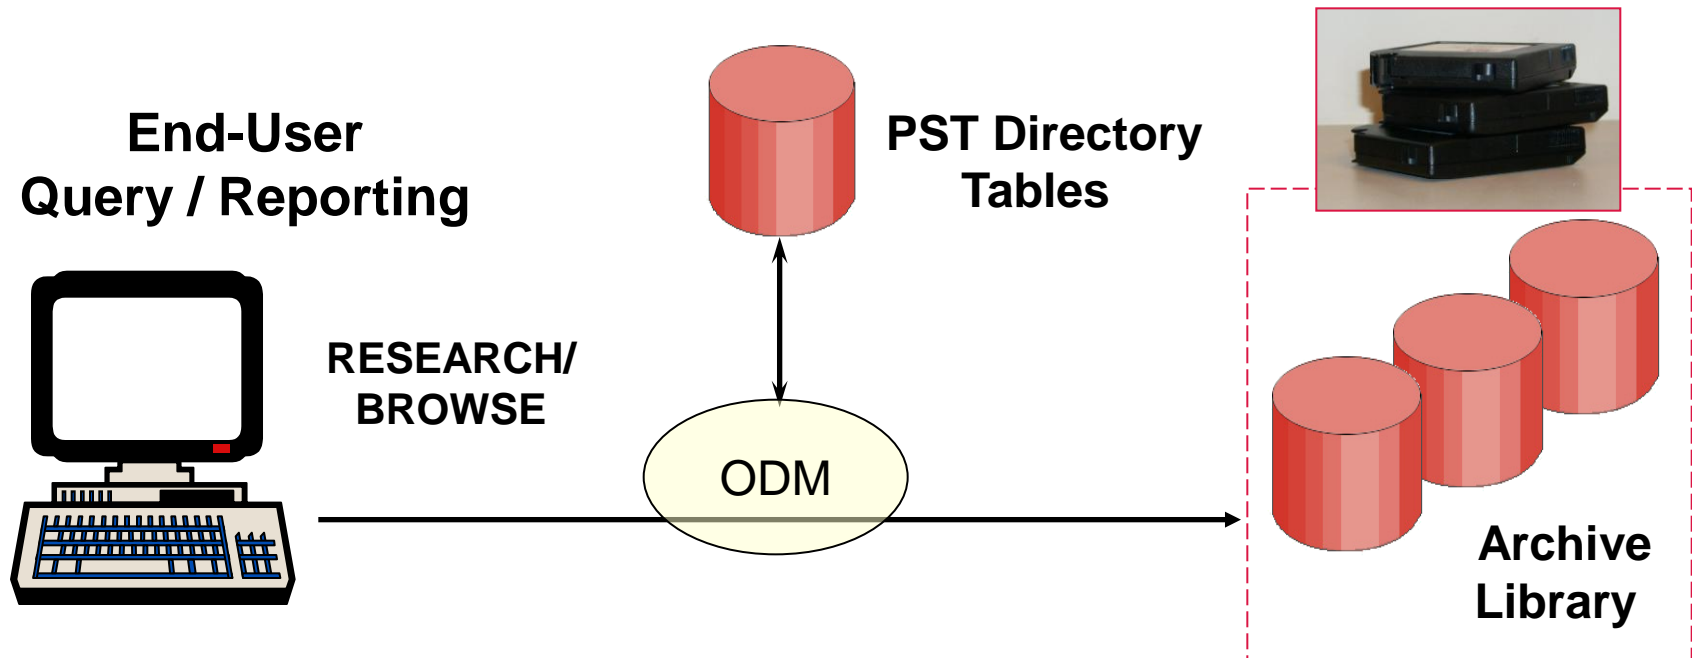 End-User
Query / Reporting
PST Directory
Tables
RESEARCH/
BROWSE
ODM
Archive
Library